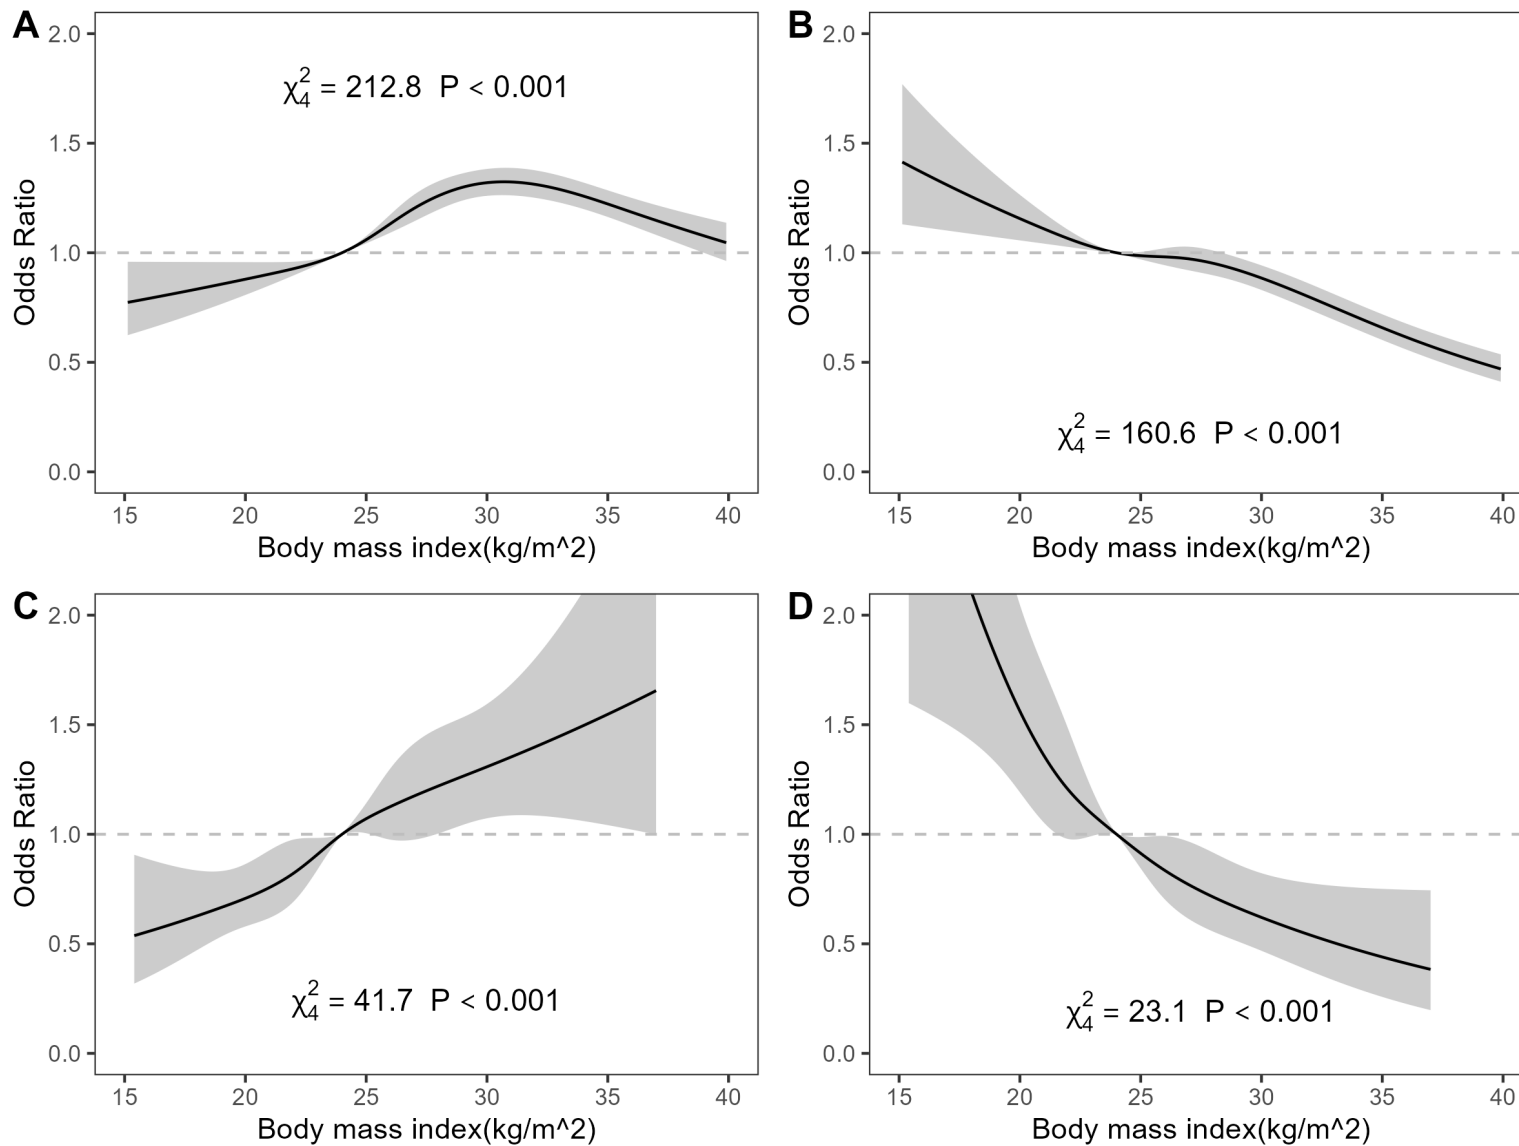 A
Odds Ratio
2.0
1.5
1.0
0.5
0.0
χ²₄ = 212.8 P < 0.001
15 20 25 30 35 40
Body mass index(kg/m^2)
B
Odds Ratio
2.0
1.5
1.0
0.5
0.0
χ²₄ = 160.6 P < 0.001
15 20 25 30 35 40
Body mass index(kg/m^2)
C
Odds Ratio
2.0
1.5
1.0
0.5
0.0
χ²₄ = 41.7 P < 0.001
15 20 25 30 35 40
Body mass index(kg/m^2)
D
Odds Ratio
2.0
1.5
1.0
0.5
0.0
χ²₄ = 23.1 P < 0.001
15 20 25 30 35 40
Body mass index(kg/m^2)